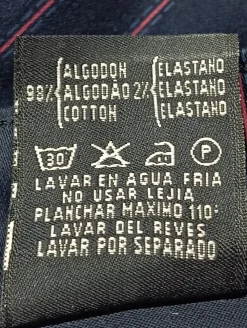 ALGODON ELASTANO
98% ALGODÃO 2% ELASTANO
COTTON ELASTANO
30° P
LAVAR EN AGUA FRIA
NO USAR LEJIA
PLANCHAR MAXIMO 110°
LAVAR DEL REVES
LAVAR POR SEPARADO